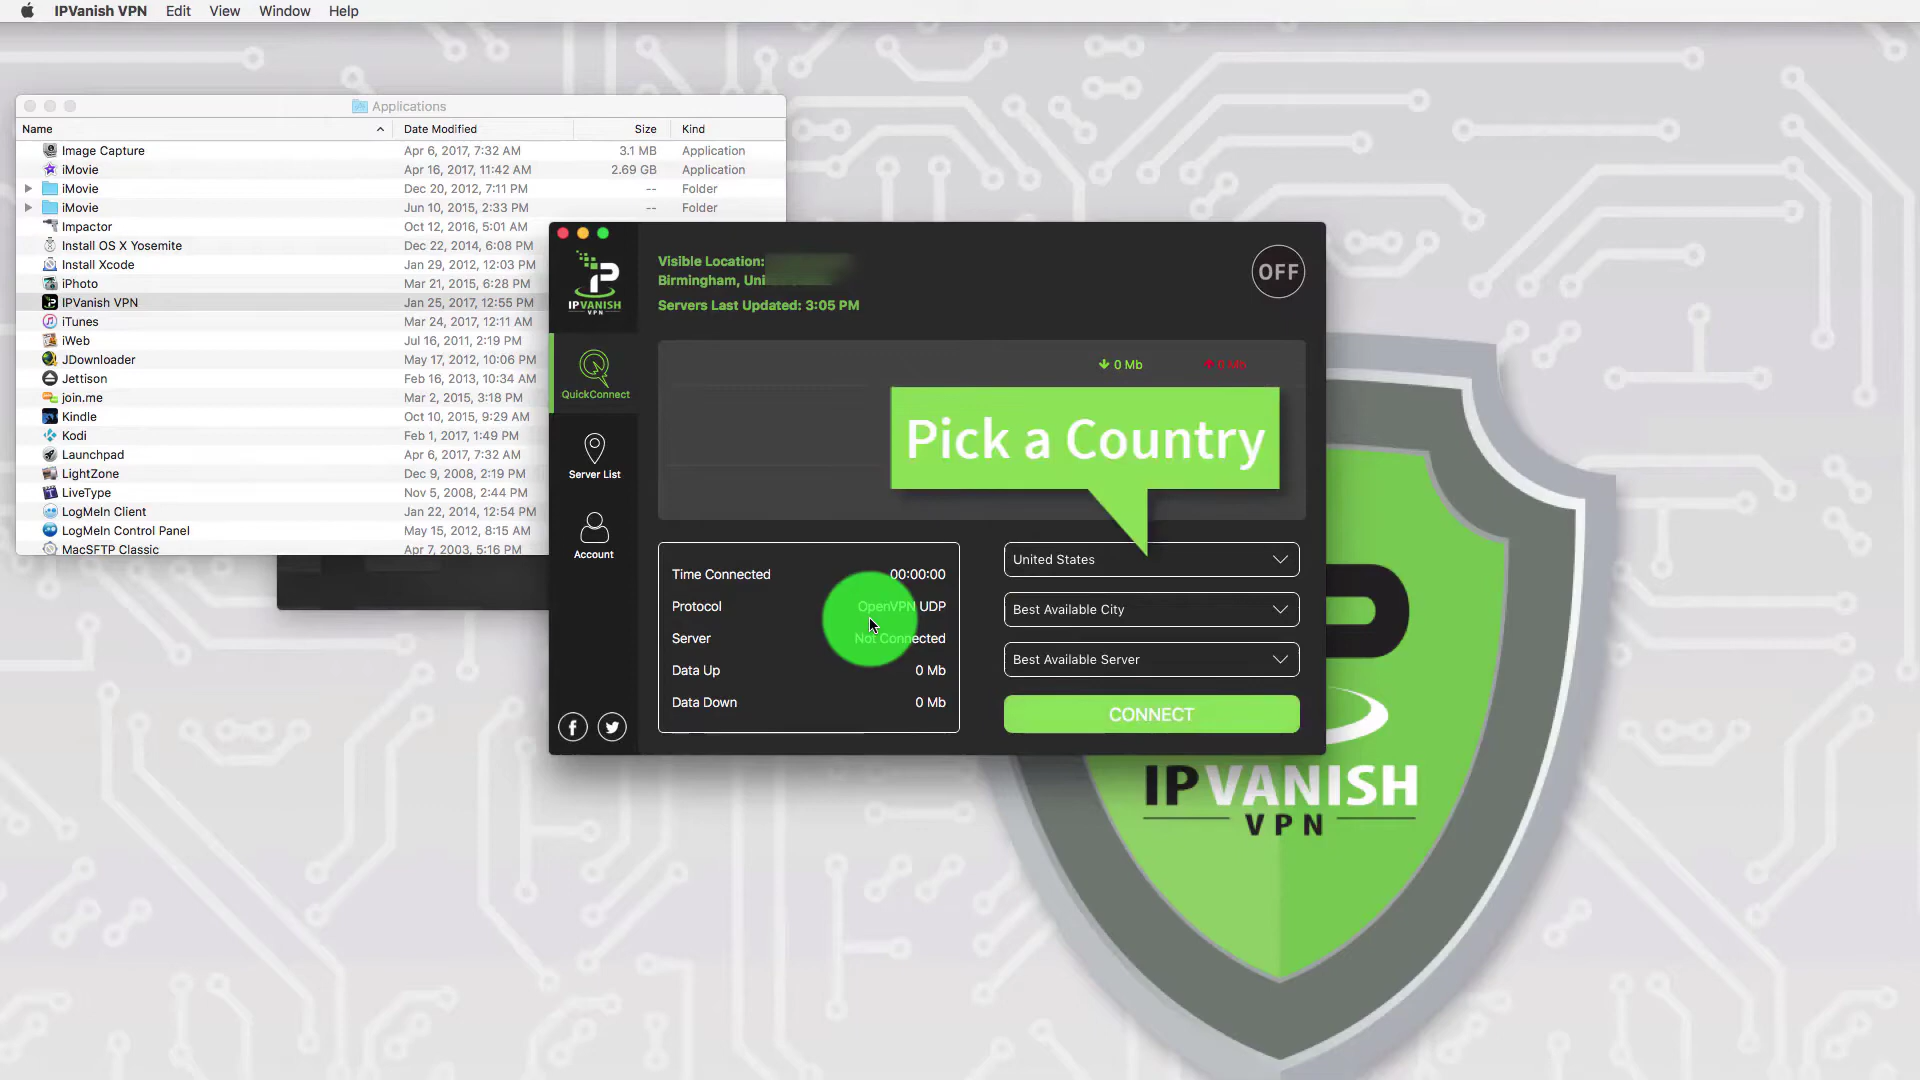 IPVanish VPN Edit View Window Help
Applications
Name Date Modified Size Kind
Image Capture Apr 6, 2017, 7:32 AM 3.1 MB Application
iMovie Apr 16, 2017, 11:42 AM 2.69 GB Application
iMovie Dec 20, 2012, 7:11 PM -- Folder
iMovie Jun 10, 2015, 2:33 PM -- Folder
Impactor Oct 12, 2016, 5:01 AM
Install OS X Yosemite Dec 22, 2014, 6:08 PM
Install Xcode Jan 29, 2012, 12:03 PM
iPhoto Mar 21, 2015, 6:28 PM
IPVanish VPN Jan 25, 2017, 12:55 PM
iTunes Mar 24, 2017, 12:11 AM
iWeb Jul 16, 2011, 2:19 PM
JDownloader May 17, 2012, 10:06 PM
Jettison Feb 16, 2013, 10:34 AM
join.me Mar 2, 2015, 3:18 PM
Kindle Oct 10, 2015, 9:29 AM
Kodi Feb 1, 2017, 1:49 PM
Launchpad Apr 6, 2017, 7:32 AM
LightZone Dec 9, 2008, 2:19 PM
LiveType Nov 5, 2008, 2:44 PM
LogMeIn Client Jan 22, 2014, 12:54 PM
LogMeIn Control Panel May 15, 2012, 8:15 AM
MacSFTP Classic Apr 7, 2003, 5:16 PM
IPVANISH
VPN
QuickConnect
Server List
Account
Visible Location:
Birmingham,
Servers Last Updated: 3:05 PM
OFF
0 Mb 0 Mb
Pick a Country
Time Connected 00:00:00
Protocol OpenVPN UDP
Server Not Connected
Data Up 0 Mb
Data Down 0 Mb
United States
Best Available City
Best Available Server
CONNECT
IPVANISH
VPN